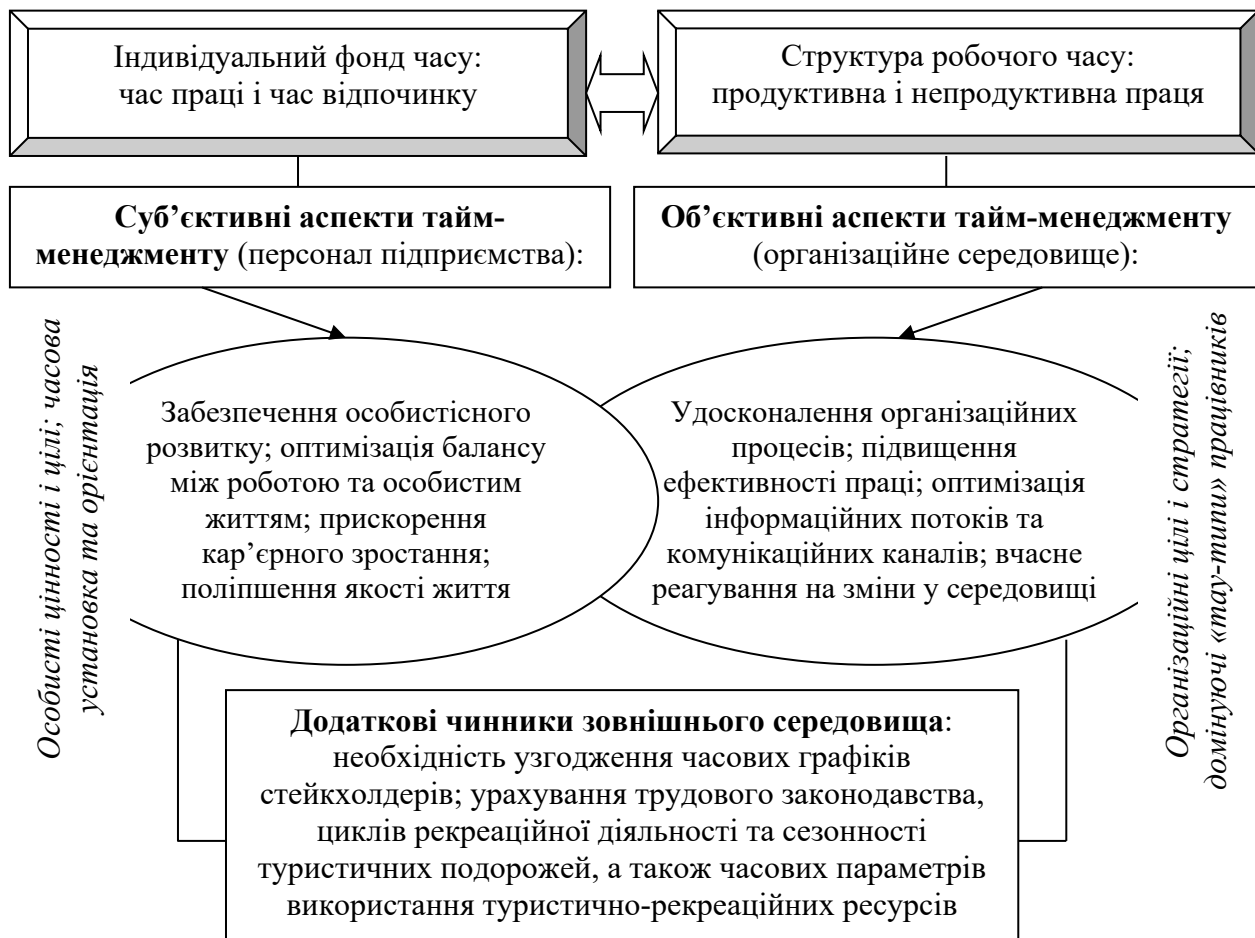 Індивідуальний фонд часу:
час праці і час відпочинку
Структура робочого часу:
продуктивна і непродуктивна праця
Суб’єктивні аспекти тайм-
менеджменту (персонал підприємства):
Об’єктивні аспекти тайм-менеджменту
(організаційне середовище):
Особисті цінності і цілі; часова
установка та орієнтація
Забезпечення особистісного
розвитку; оптимізація балансу
між роботою та особистим
життям; прискорення
кар’єрного зростання;
поліпшення якості життя
Удосконалення організаційних
процесів; підвищення
ефективності праці; оптимізація
інформаційних потоків та
комунікаційних каналів; вчасне
реагування на зміни у середовищі
Організаційні цілі і стратегії;
домінуючі «тау-типи» працівників
Додаткові чинники зовнішнього середовища:
необхідність узгодження часових графіків
стейкхолдерів; урахування трудового законодавства,
циклів рекреаційної діяльності та сезонності
туристичних подорожей, а також часових параметрів
використання туристично-рекреаційних ресурсів